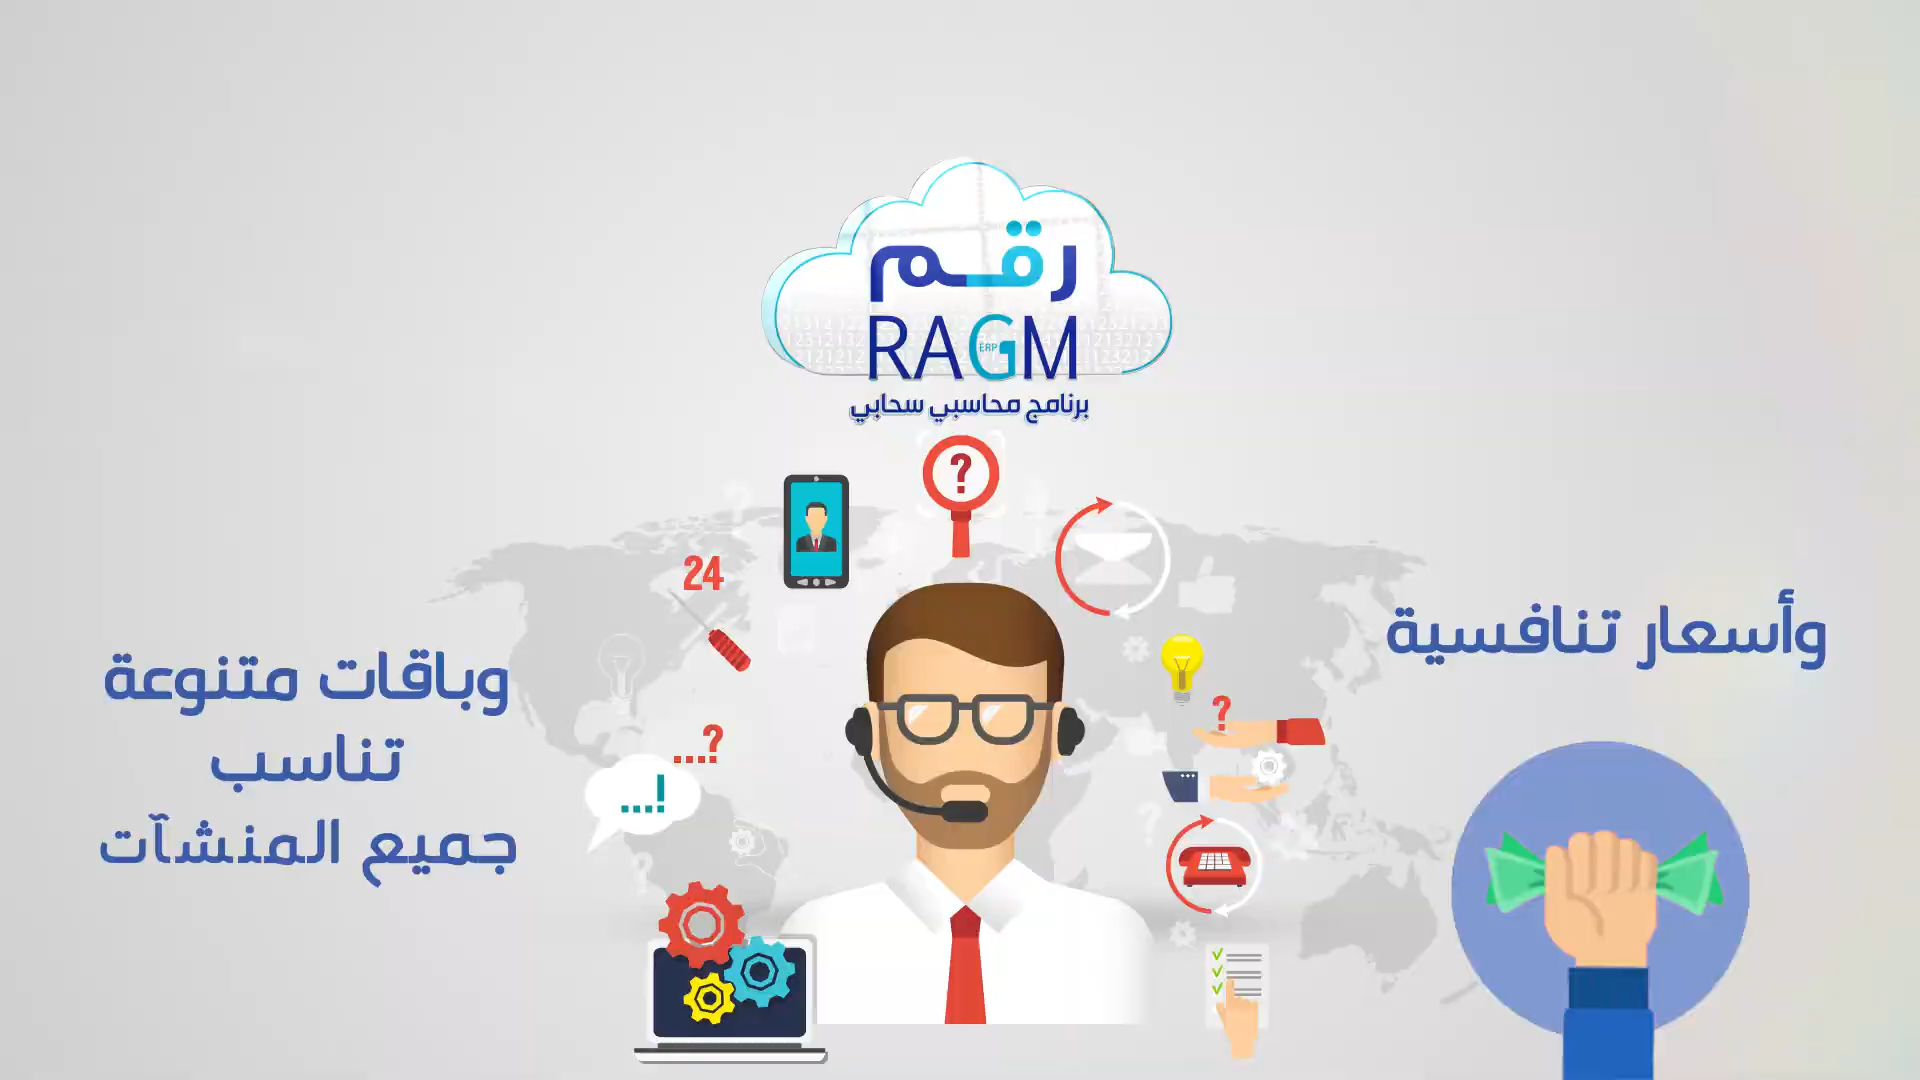 رقم
RAGM
ERP
برنامج محاسبي سحابي
?
24
وأسعار تنافسية
وباقات متنوعة
تناسب
جميع المنشآت
?
...?
...!